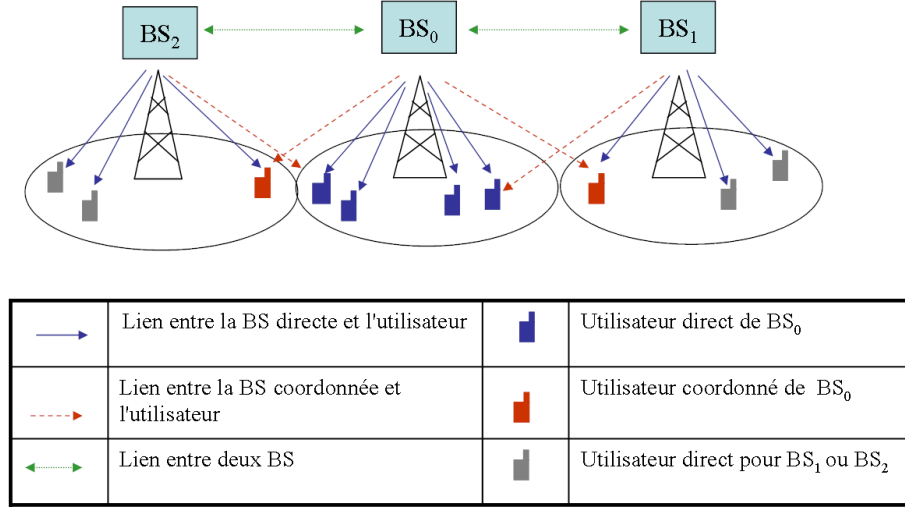 BS₂
BS₀
BS₁
Lien entre la BS directe et l'utilisateur
Utilisateur direct de BS₀
Lien entre la BS coordonnée et
l'utilisateur
Utilisateur coordonné de BS₀
Lien entre deux BS
Utilisateur direct pour BS₁ ou BS₂